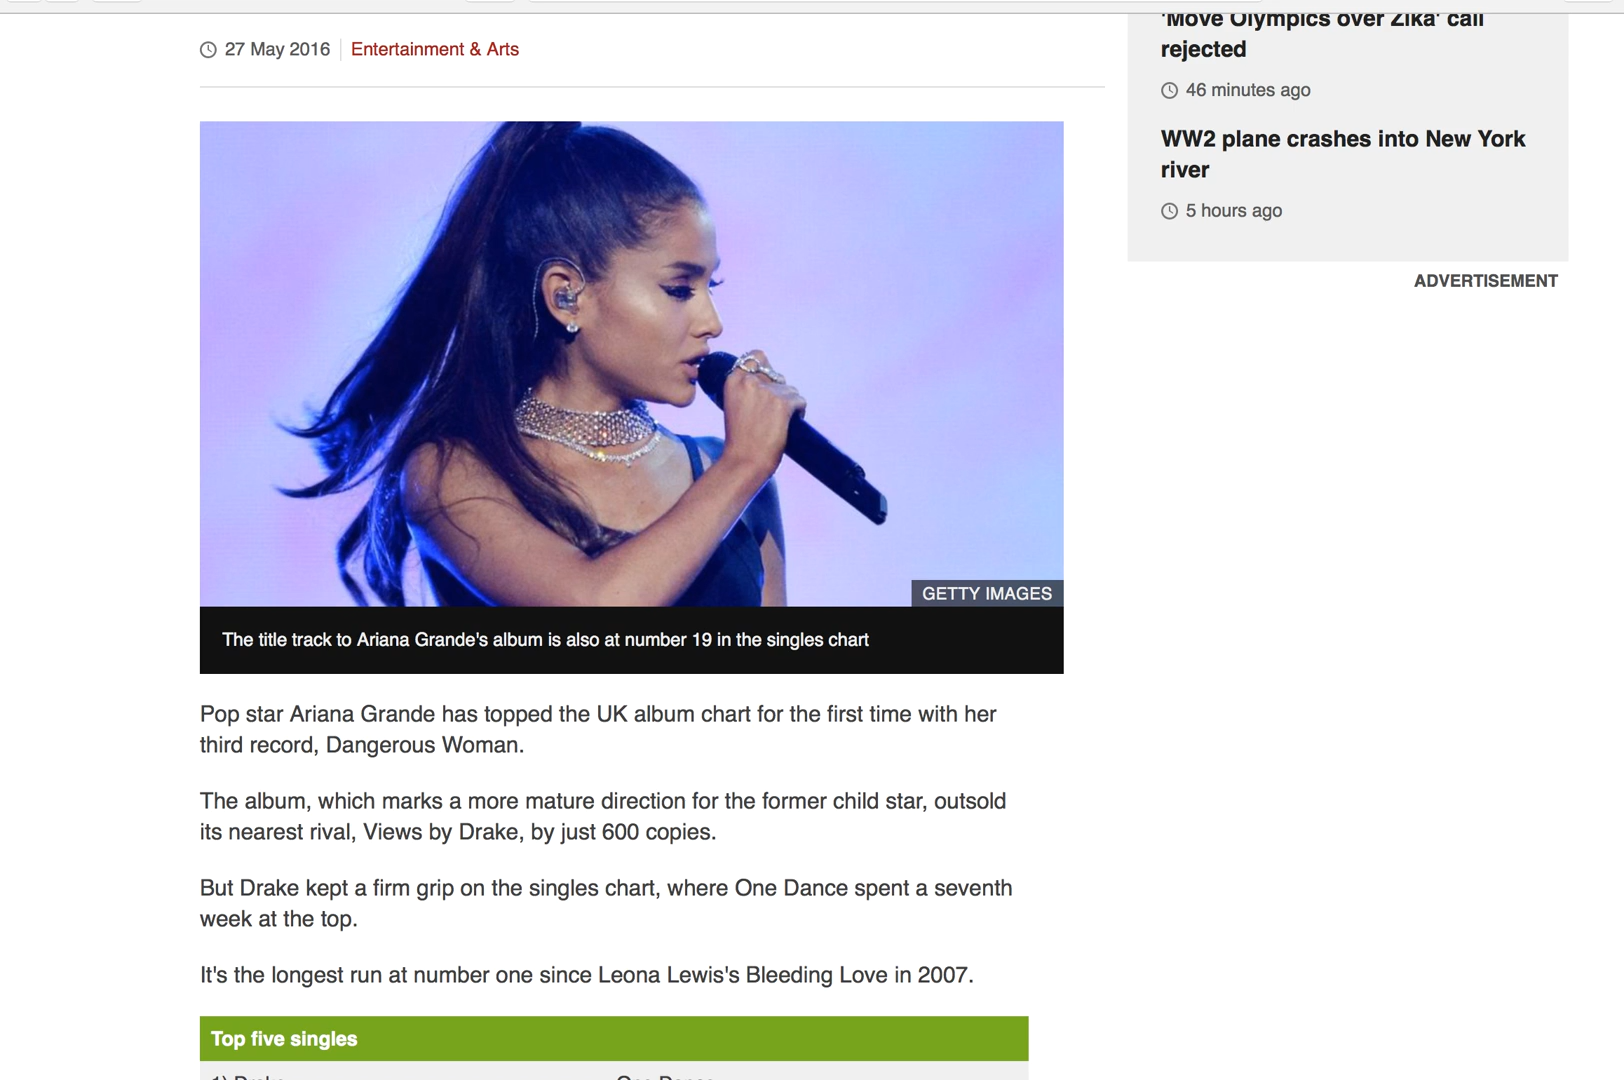 27 May 2016 Entertainment & Arts
GETTY IMAGES
The title track to Ariana Grande's album is also at number 19 in the singles chart
Pop star Ariana Grande has topped the UK album chart for the first time with her
third record, Dangerous Woman.
The album, which marks a more mature direction for the former child star, outsold
its nearest rival, Views by Drake, by just 600 copies.
But Drake kept a firm grip on the singles chart, where One Dance spent a seventh
week at the top.
It's the longest run at number one since Leona Lewis's Bleeding Love in 2007.
Top five singles
1) Drake One Dance
'Move Olympics over Zika' call
rejected
46 minutes ago
WW2 plane crashes into New York
river
5 hours ago
ADVERTISEMENT